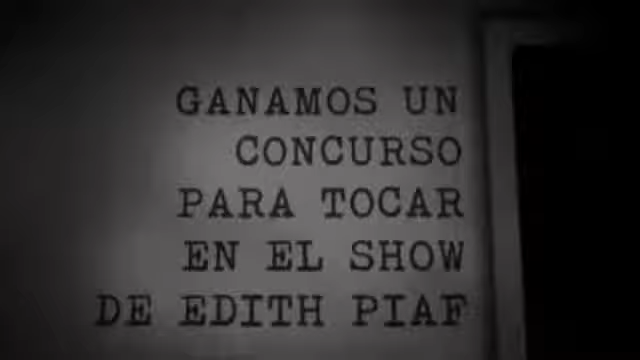 GANAMOS UN
CONCURSO
PARA TOCAR
EN EL SHOW
DE EDITH PIAF